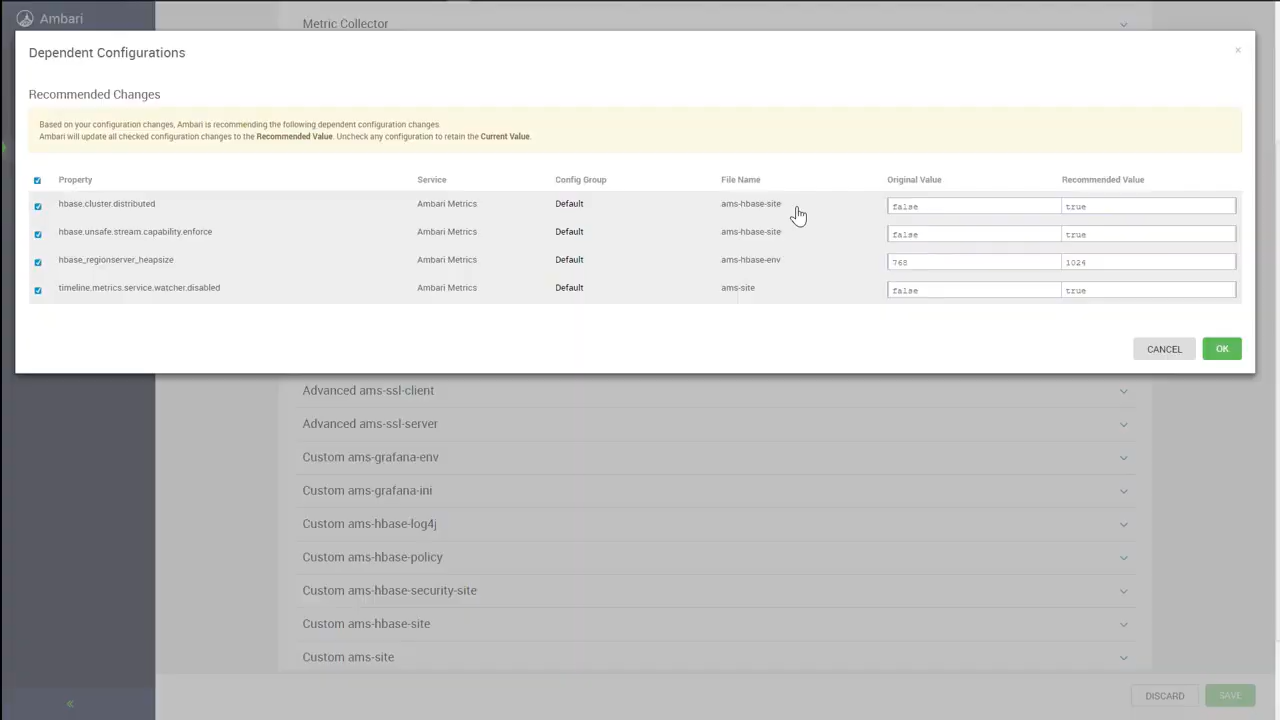 Ambari
Metric Collector
Dependent Configurations
×
Recommended Changes
Based on your configuration changes, Ambari is recommending the following dependent configuration changes.
Ambari will update all checked configuration changes to the Recommended Value. Uncheck any configuration to retain the Current Value.
Property Service Config Group File Name Original Value Recommended Value
hbase.cluster.distributed Ambari Metrics Default ams-hbase-site false true
hbase.unsafe.stream.capability.enforce Ambari Metrics Default ams-hbase-site false true
hbase_regionserver_heapsize Ambari Metrics Default ams-hbase-env 768 1024
timeline.metrics.service.watcher.disabled Ambari Metrics Default ams-site false true
CANCEL OK
Advanced ams-ssl-client
Advanced ams-ssl-server
Custom ams-grafana-env
Custom ams-grafana-ini
Custom ams-hbase-log4j
Custom ams-hbase-policy
Custom ams-hbase-security-site
Custom ams-hbase-site
Custom ams-site
«
DISCARD SAVE